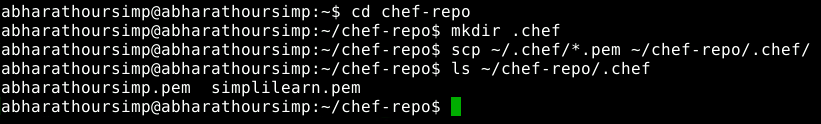 abharathoursimp@abharathoursimp:~$ cd chef-repo
abharathoursimp@abharathoursimp:~/chef-repo$ mkdir .chef
abharathoursimp@abharathoursimp:~/chef-repo$ scp ~/.chef/*.pem ~/chef-repo/.chef/
abharathoursimp@abharathoursimp:~/chef-repo$ ls ~/chef-repo/.chef
abharathoursimp.pem  simplilearn.pem
abharathoursimp@abharathoursimp:~/chef-repo$